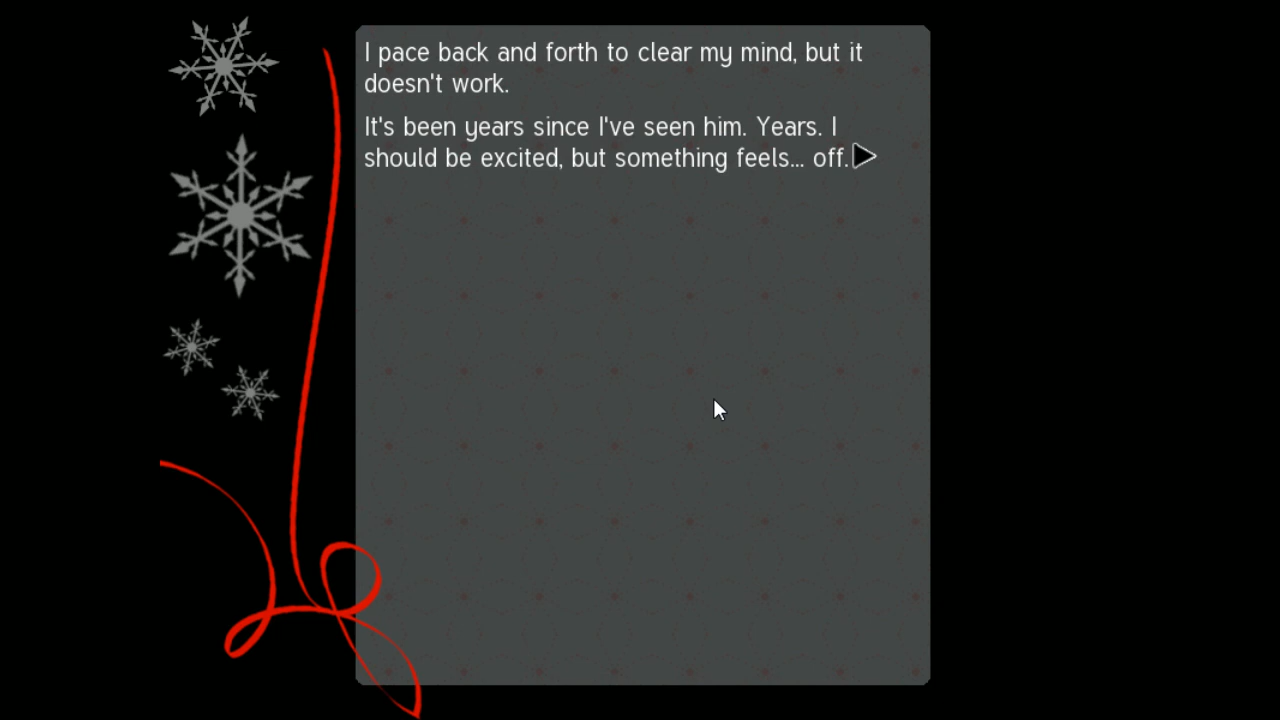 I pace back and forth to clear my mind, but it
doesn't work.
It's been years since I've seen him. Years. I
should be excited, but something feels... off.